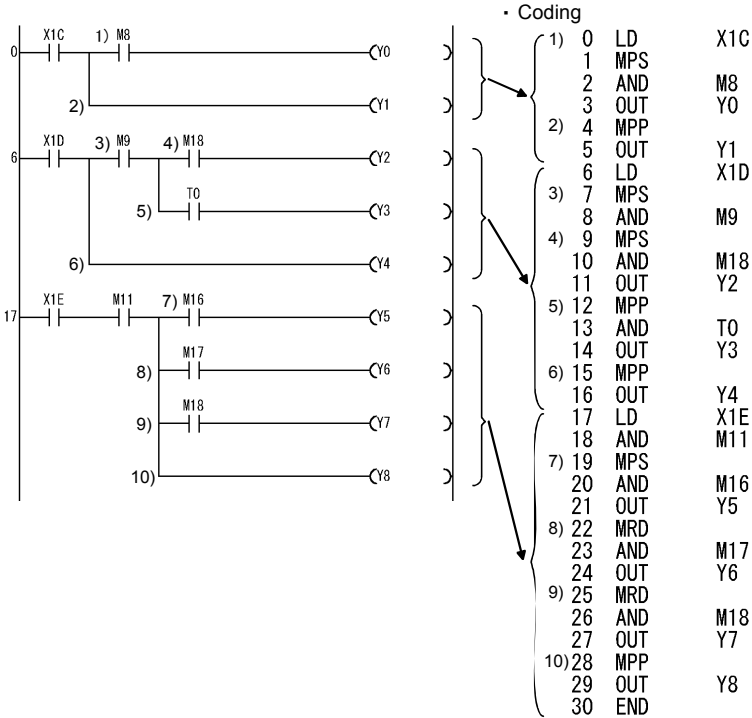 ・ Coding
X1C 1) M8
0 Y0
2) Y1
X1D 3) M9 4) M18
6 Y2
T0
5) Y3
6) Y4
X1E M11 7) M16
17 Y5
M17
8) Y6
M18
9) Y7
10) Y8
1) 0 LD X1C
1 MPS
2 AND M8
3 OUT Y0
2) 4 MPP
5 OUT Y1
6 LD X1D
3) 7 MPS
8 AND M9
4) 9 MPS
10 AND M18
11 OUT Y2
5) 12 MPP
13 AND T0
14 OUT Y3
6) 15 MPP
16 OUT Y4
17 LD X1E
18 AND M11
7) 19 MPS
20 AND M16
21 OUT Y5
8) 22 MRD
23 AND M17
24 OUT Y6
9) 25 MRD
26 AND M18
27 OUT Y7
10) 28 MPP
29 OUT Y8
30 END